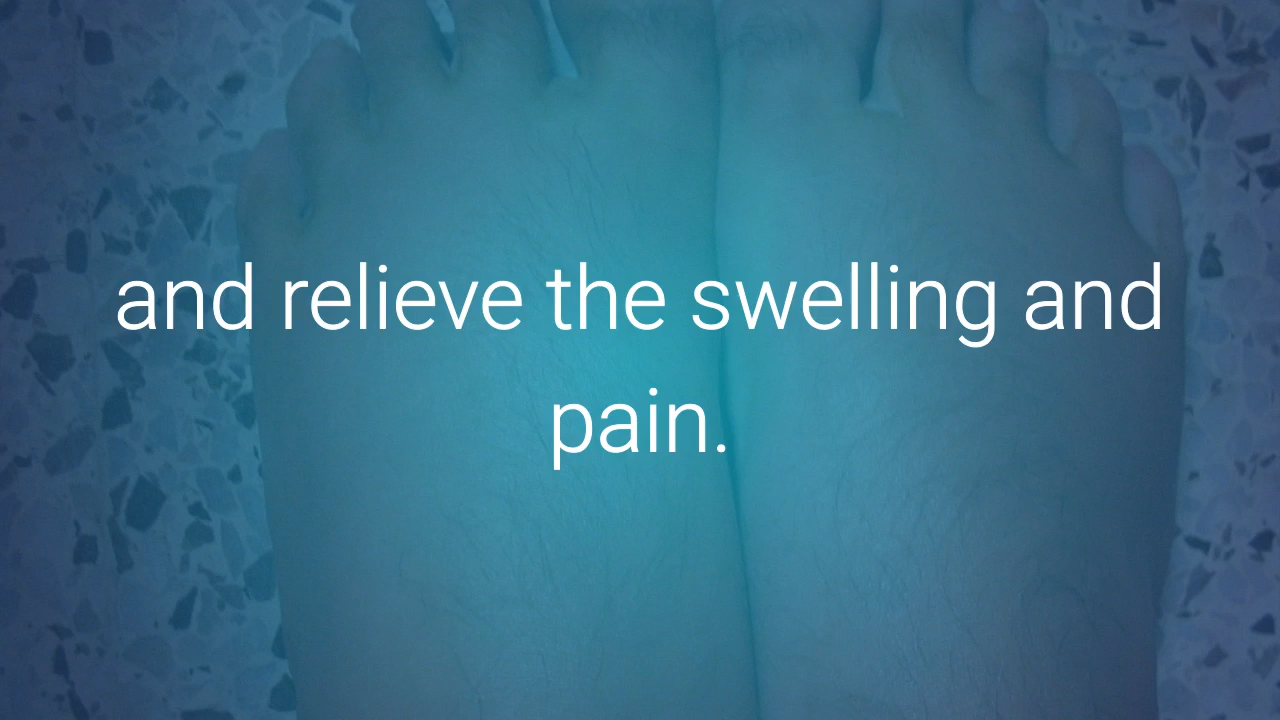 and relieve the swelling and
pain.